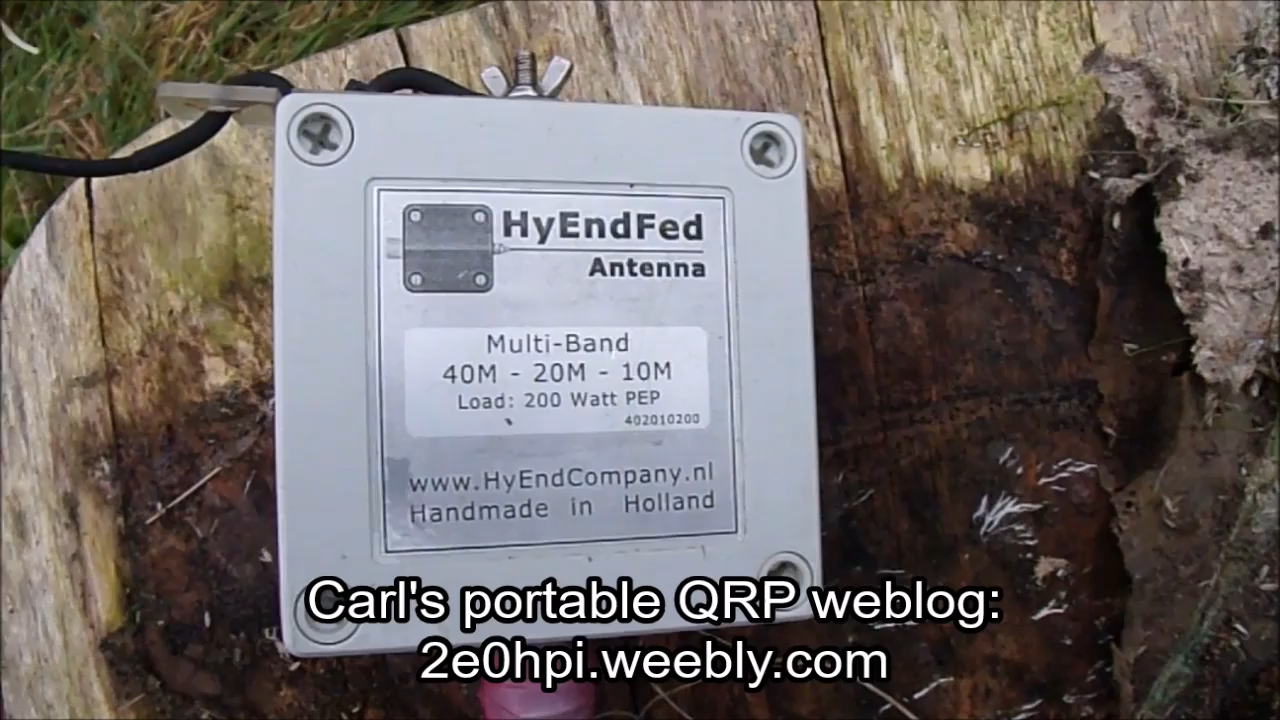 HyEndFed
Antenna
Multi-Band
40M - 20M - 10M
Load: 200 Watt PEP
402010200
www.HyEndCompany.nl
Handmade in Holland
Carl's portable QRP weblog:
2e0hpi.weebly.com